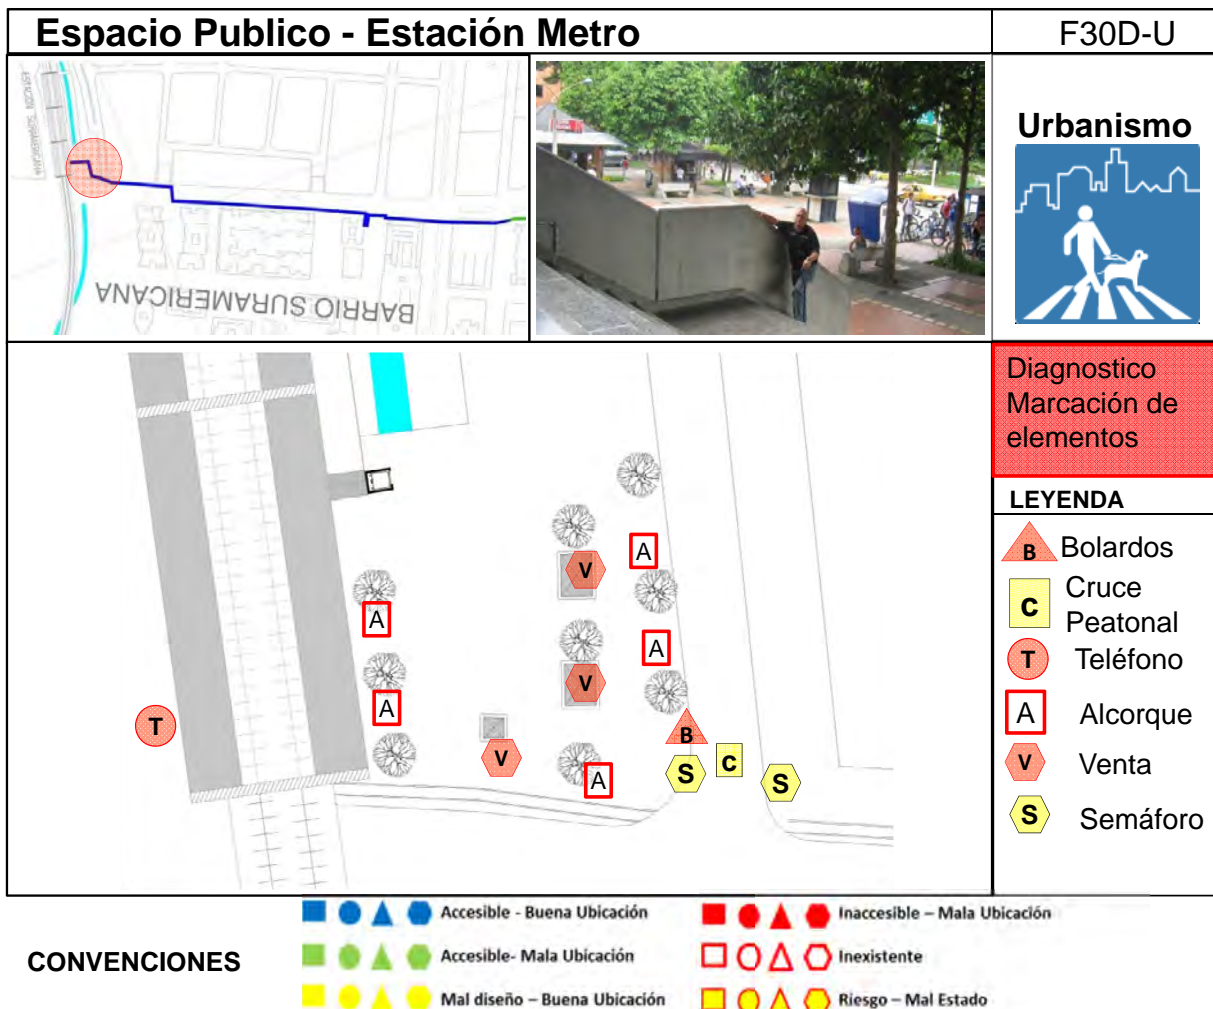 Espacio Publico - Estación Metro
F30D-U
ESTACIÓN SURAMERICANA
BARRIO SURAMERICANA
Urbanismo
Diagnostico
Marcación de
elementos
LEYENDA
B Bolardos
C Cruce
Peatonal
T Teléfono
A Alcorque
V Venta
S Semáforo
A
V
A
A
V
A
T
V
A
B
S
C
S
CONVENCIONES
Accesible - Buena Ubicación
Accesible- Mala Ubicación
Mal diseño – Buena Ubicación
Inaccesible – Mala Ubicación
Inexistente
Riesgo – Mal Estado